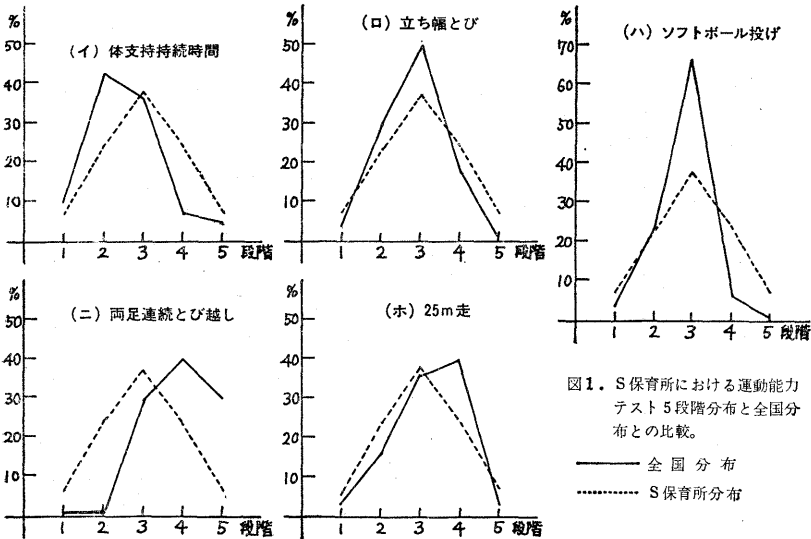 %
(イ) 体支持持続時間
50
40
30
20
10
1 2 3 4 5 段階
%
(ロ) 立ち幅とび
50
40
30
20
10
1 2 3 4 5 段階
%
(ハ) ソフトボール投げ
70
60
50
40
30
20
10
1 2 3 4 5 段階
%
(ニ) 両足連続とび越し
50
40
30
20
10
1 2 3 4 5 段階
%
(ホ) 25m走
50
40
30
20
10
1 2 3 4 5 段階
図1. S保育所における運動能力
テスト5段階分布と全国分
布との比較。
全国分布
S保育所分布